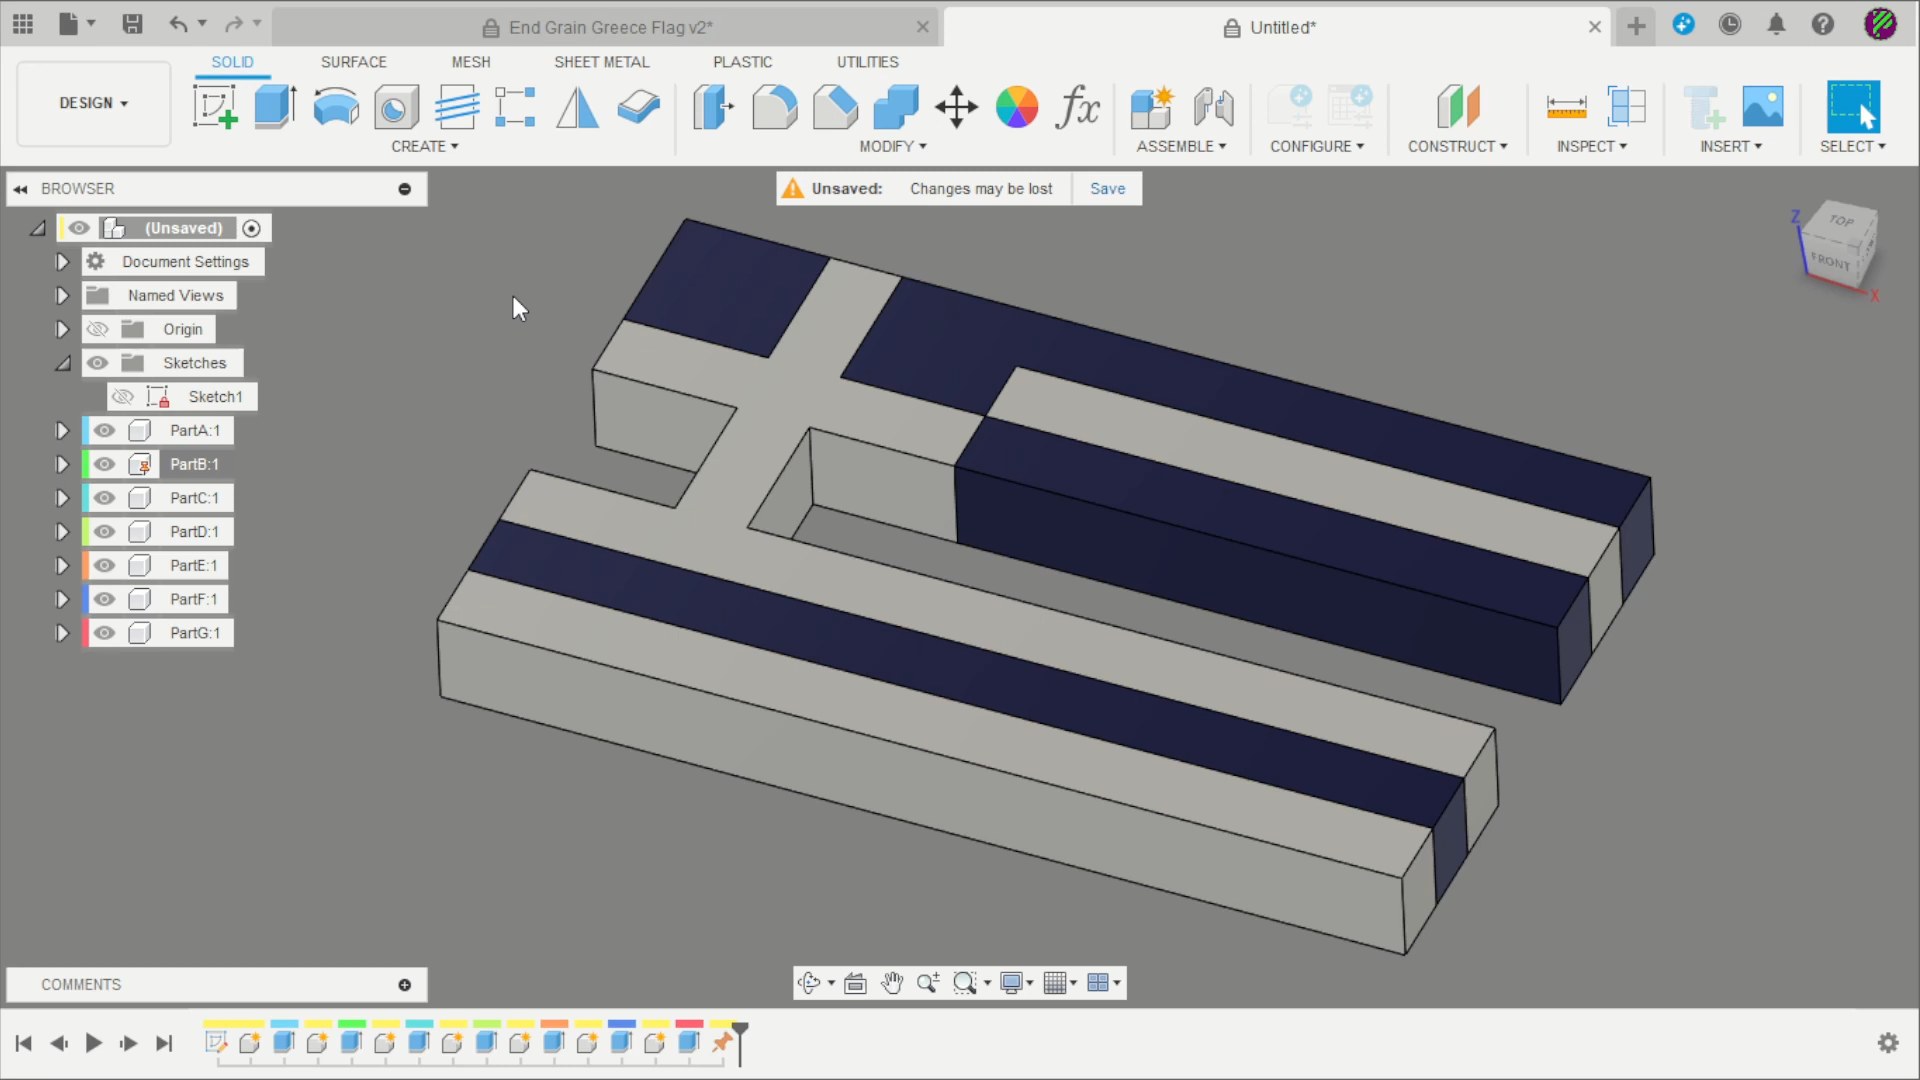 End Grain Greece Flag v2*
Untitled*
DESIGN
SOLID
SURFACE
MESH
SHEET METAL
PLASTIC
UTILITIES
fx
CREATE
MODIFY
ASSEMBLE
CONFIGURE
CONSTRUCT
INSPECT
INSERT
SELECT
BROWSER
Unsaved: Changes may be lost Save
(Unsaved)
Document Settings
Named Views
Origin
Sketches
Sketch1
PartA:1
PartB:1
PartC:1
PartD:1
PartE:1
PartF:1
PartG:1
Z
TOP
FRONT
X
COMMENTS